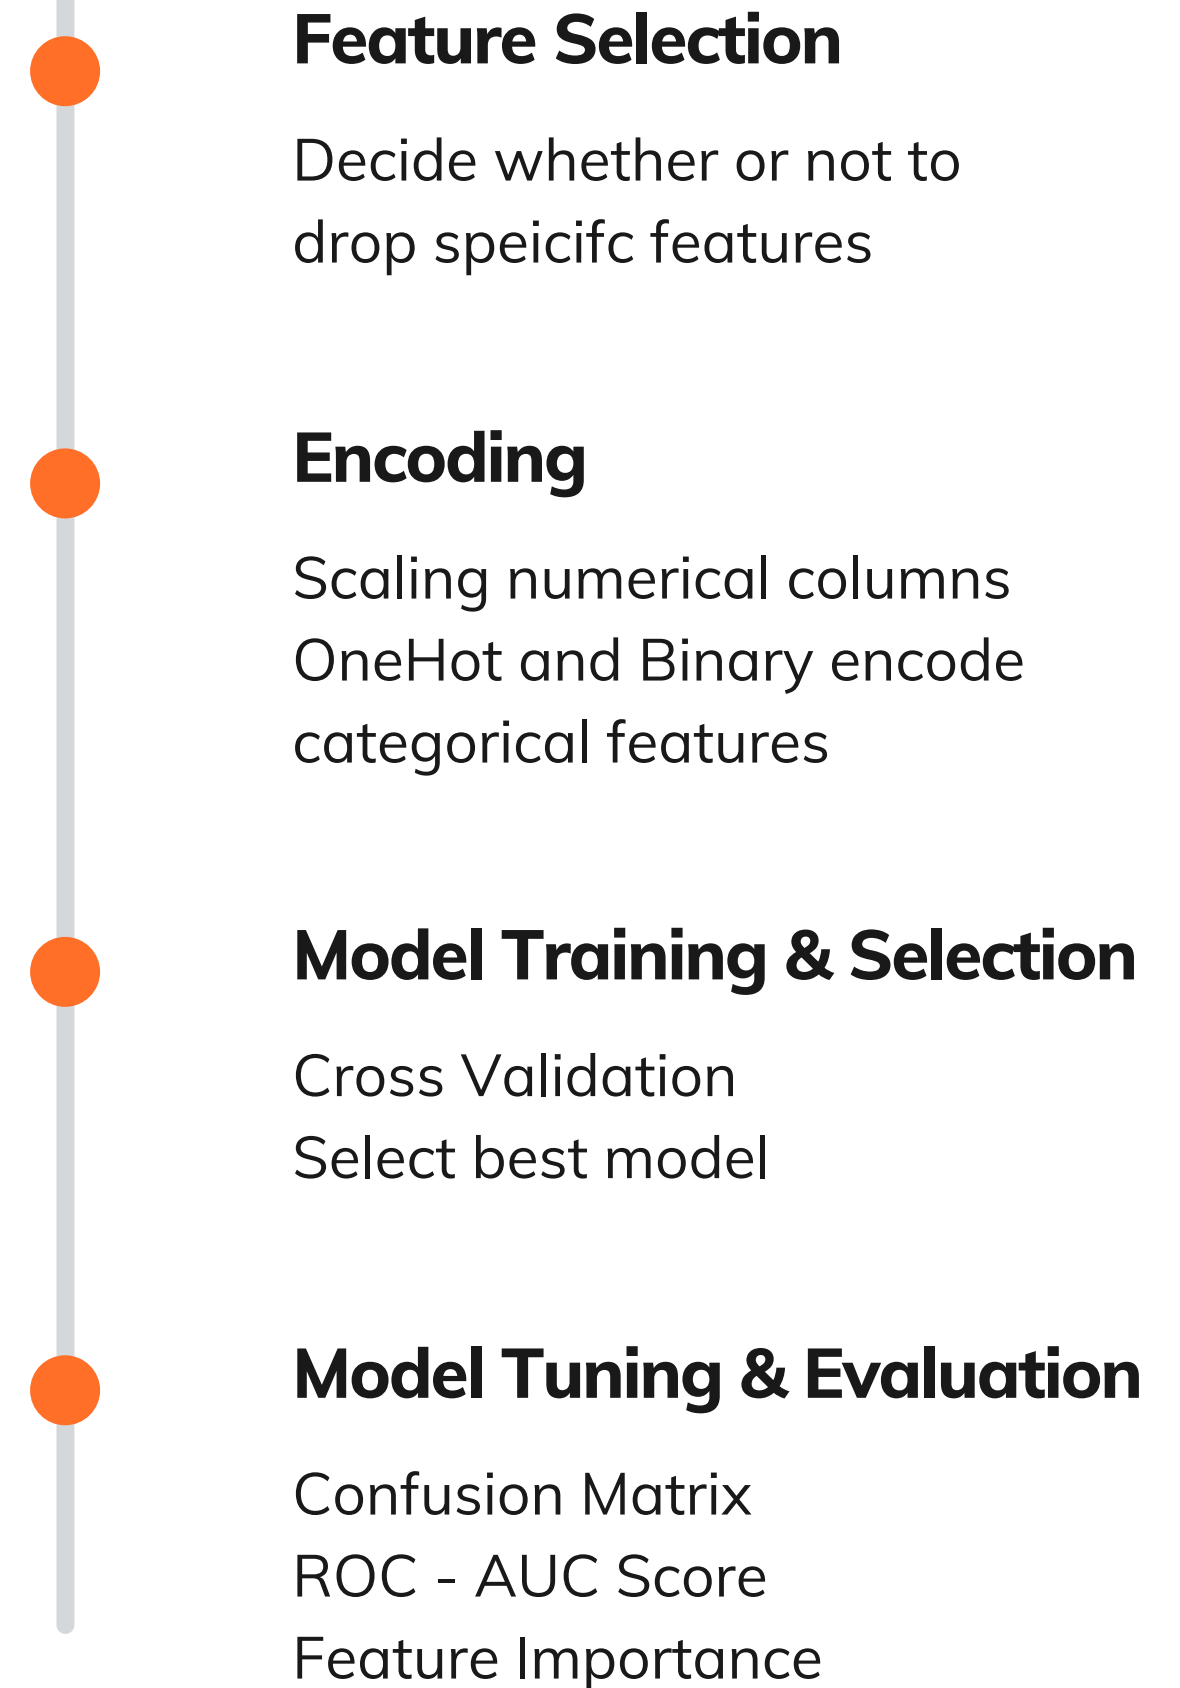 Feature Selection
Decide whether or not to
drop speicifc features
Encoding
Scaling numerical columns
OneHot and Binary encode
categorical features
Model Training & Selection
Cross Validation
Select best model
Model Tuning & Evaluation
Confusion Matrix
ROC - AUC Score
Feature Importance